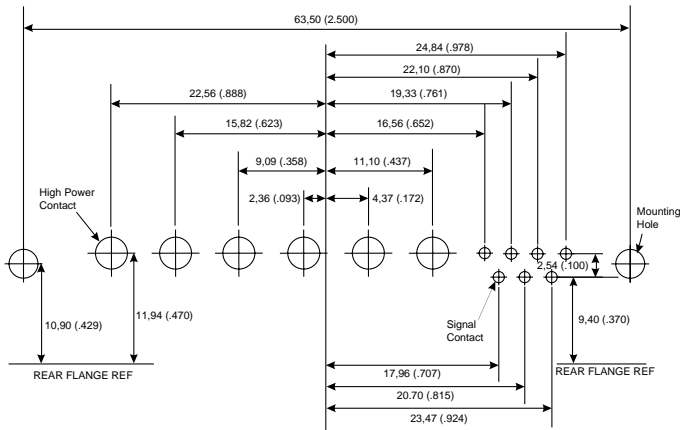 63,50 (2.500)
24,84 (.978)
22,10 (.870)
22,56 (.888)
19,33 (.761)
15,82 (.623)
16,56 (.652)
9,09 (.358)
11,10 (.437)
High Power
Contact
2,36 (.093)
4,37 (.172)
Mounting
Hole
2,54 (.100)
10,90 (.429)
11,94 (.470)
Signal
Contact
9,40 (.370)
REAR FLANGE REF
17,96 (.707)
REAR FLANGE REF
20.70 (.815)
23,47 (.924)